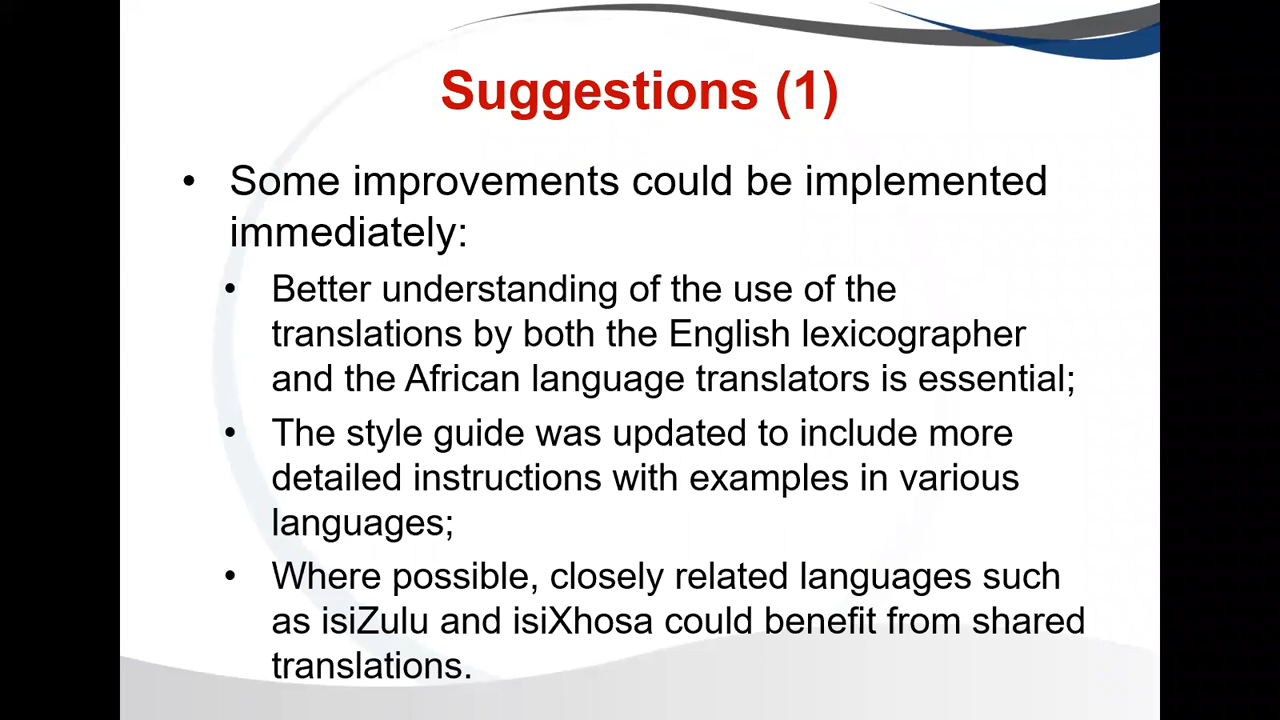 Suggestions (1)
• Some improvements could be implemented
immediately:
• Better understanding of the use of the
translations by both the English lexicographer
and the African language translators is essential;
• The style guide was updated to include more
detailed instructions with examples in various
languages;
• Where possible, closely related languages such
as isiZulu and isiXhosa could benefit from shared
translations.